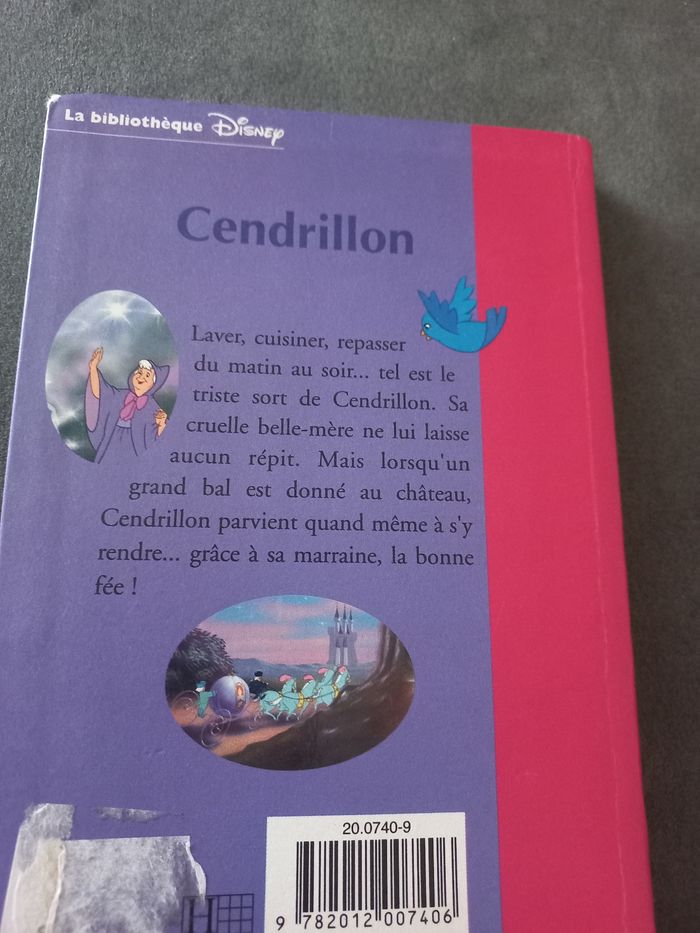 La bibliothèque Disney
Cendrillon
Laver, cuisiner, repasser
du matin au soir... tel est le
triste sort de Cendrillon. Sa
cruelle belle-mère ne lui laisse
aucun répit. Mais lorsqu'un
grand bal est donné au château,
Cendrillon parvient quand même à s'y
rendre... grâce à sa marraine, la bonne
fée !
20.0740-9
H
9 782012 007406